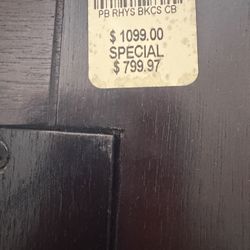 PB RHYS BKCS CB
$ 1099.00
SPECIAL
$ 799.97